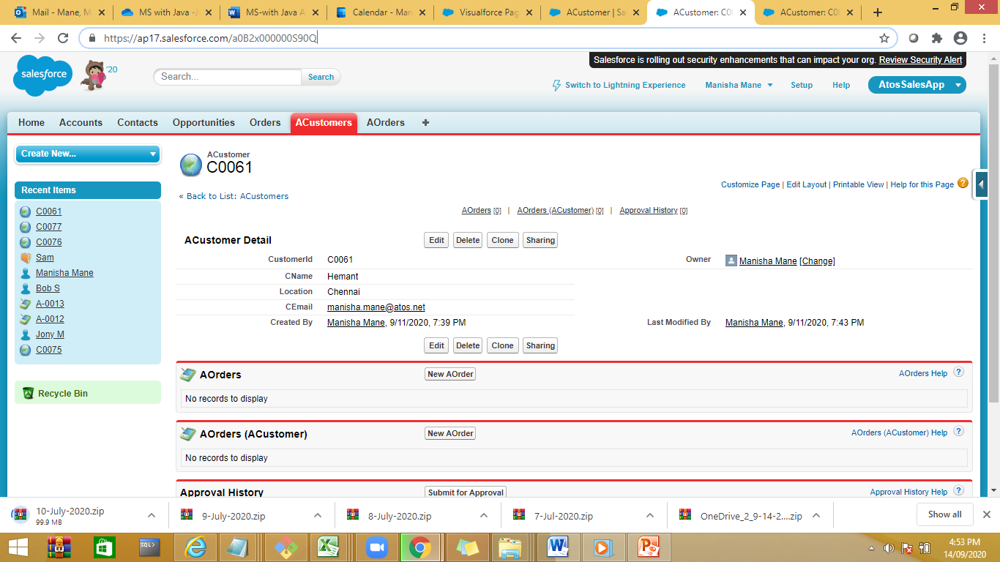 Mail - Mane, M
MS with Java -J
MS-with Java A
Calendar - Man
Visualforce Pag
ACustomer | Sa
ACustomer: C00
ACustomer: C0
https://ap17.salesforce.com/a0B2x000000S90Q
Salesforce is rolling out security enhancements that can impact your org. Review Security Alert
salesforce
'20
Search...
Search
Switch to Lightning Experience
Manisha Mane
Setup
Help
AtosSalesApp
Home
Accounts
Contacts
Opportunities
Orders
ACustomers
AOrders
+
Create New...
Recent Items
C0061
C0077
C0076
Sam
Manisha Mane
Bob S
A-0013
A-0012
Jony M
C0075
Recycle Bin
ACustomer
C0061
Customize Page | Edit Layout | Printable View | Help for this Page ?
« Back to List: ACustomers
AOrders [0] | AOrders (ACustomer) [0] | Approval History [0]
ACustomer Detail
Edit Delete Clone Sharing
CustomerId C0061
Owner Manisha Mane [Change]
CName Hemant
Location Chennai
CEmail manisha.mane@atos.net
Created By Manisha Mane, 9/11/2020, 7:39 PM
Last Modified By Manisha Mane, 9/11/2020, 7:43 PM
Edit Delete Clone Sharing
AOrders
New AOrder
AOrders Help ?
No records to display
AOrders (ACustomer)
New AOrder
AOrders (ACustomer) Help ?
No records to display
Approval History
Submit for Approval
Approval History Help ?
10-July-2020.zip
99.9 MB
9-July-2020.zip
8-July-2020.zip
7-Jul-2020.zip
OneDrive_2_9-14-2....zip
Show all
SQL>
4:53 PM
14/09/2020